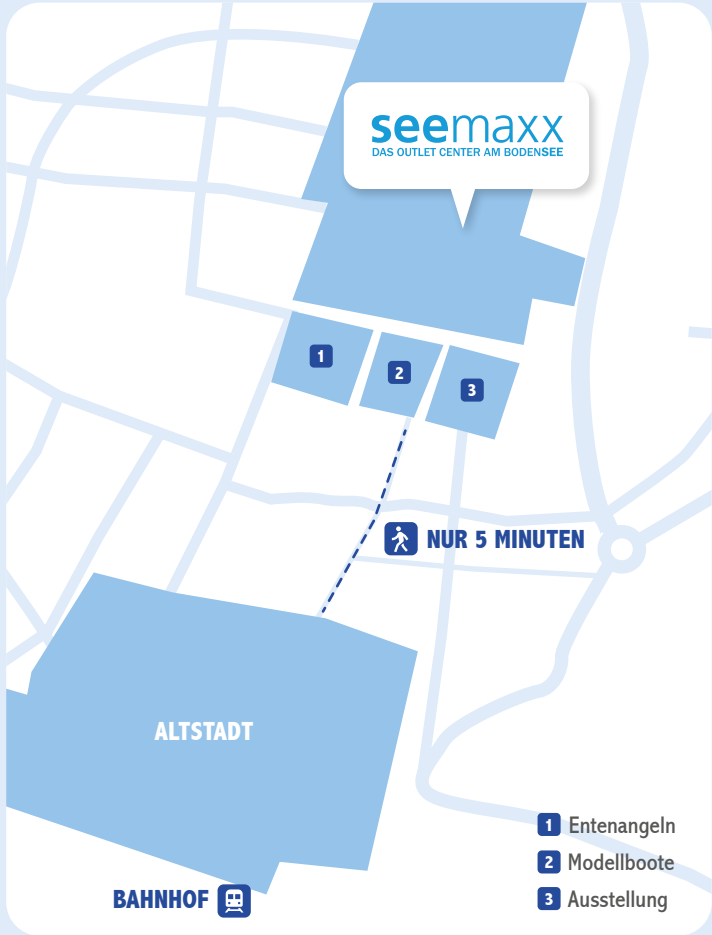 seemaxx
DAS OUTLET CENTER AM BODENSEE
1
2
3
NUR 5 MINUTEN
ALTSTADT
BAHNHOF
1 Entenangeln
2 Modellboote
3 Ausstellung